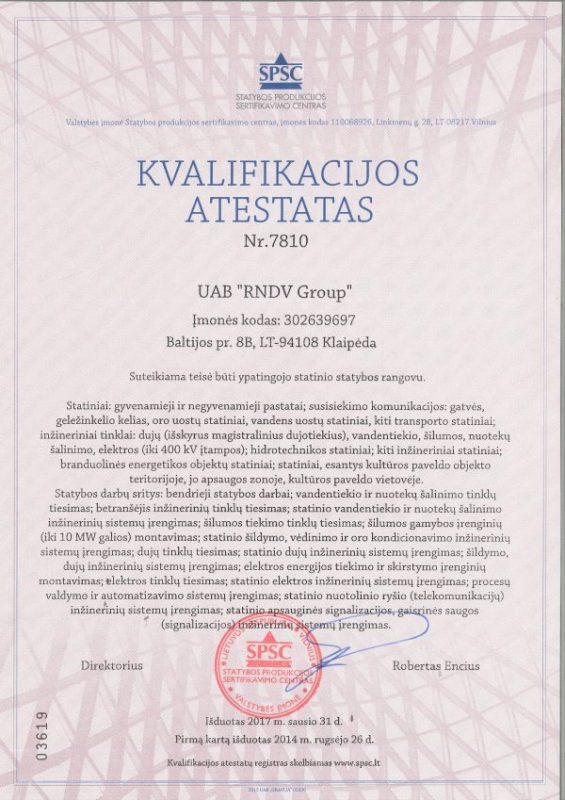 SPSC
STATYBOS PRODUKCIJOS
SERTIFIKAVIMO CENTRAS
Valstybės įmonė Statybos produkcijos sertifikavimo centras, įmonės kodas 110068926, Linkmenų g. 28, LT-08217 Vilnius
KVALIFIKACIJOS
ATESTATAS
Nr.7810
UAB "RNDV Group"
Įmonės kodas: 302639697
Baltijos pr. 8B, LT-94108 Klaipėda
Suteikiama teisė būti ypatingojo statinio statybos rangovu.
Statiniai: gyvenamieji ir negyvenamieji pastatai; susisiekimo komunikacijos: gatvės,
geležinkelio kelias, oro uostų statiniai, vandens uostų statiniai, kiti transporto statiniai;
inžineriniai tinklai: dujų (išskyrus magistralinius dujotiekius), vandentiekio, šilumos, nuotekų
šalinimo, elektros (iki 400 kV įtampos); hidrotechnikos statiniai; kiti inžineriniai statiniai;
branduolinės energetikos objektų statiniai; statiniai, esantys kultūros paveldo objekto
teritorijoje, jo apsaugos zonoje, kultūros paveldo vietovėje.
Statybos darbų sritys: bendrieji statybos darbai; vandentiekio ir nuotekų šalinimo tinklų
tiesimas; betranšėjis inžinerinių tinklų tiesimas; statinio vandentiekio ir nuotekų šalinimo
inžinerinių sistemų įrengimas; šilumos tiekimo tinklų tiesimas; šilumos gamybos įrenginių
(iki 10 MW galios) montavimas; statinio šildymo, vėdinimo ir oro kondicionavimo inžinerinių
sistemų įrengimas; dujų tinklų tiesimas; statinio dujų inžinerinių sistemų įrengimas; šildymo,
dujų inžinerinių sistemų įrengimas; elektros energijos tiekimo ir skirstymo įrenginių
montavimas; elektros tinklų tiesimas; statinio elektros inžinerinių sistemų įrengimas; procesų
valdymo ir automatizavimo sistemų įrengimas; statinio nuotolinio ryšio (telekomunikacijų)
inžinerinių sistemų įrengimas; statinio apsauginės signalizacijos, gaisrinės saugos
(signalizacijos) inžinerinių sistemų įrengimas.
Direktorius
LIETUVOS RESPUBLIKA * VILNIUS
SPSC
STATYBOS PRODUKCIJOS
SERTIFIKAVIMO CENTRAS
* VALSTYBĖS ĮMONĖ *
Robertas Encius
Išduotas 2017 m. sausio 31 d.
Pirmą kartą išduotas 2014 m. rugsėjo 26 d.
Kvalifikacijos atestatų registras skelbiamas www.spsc.lt
03619